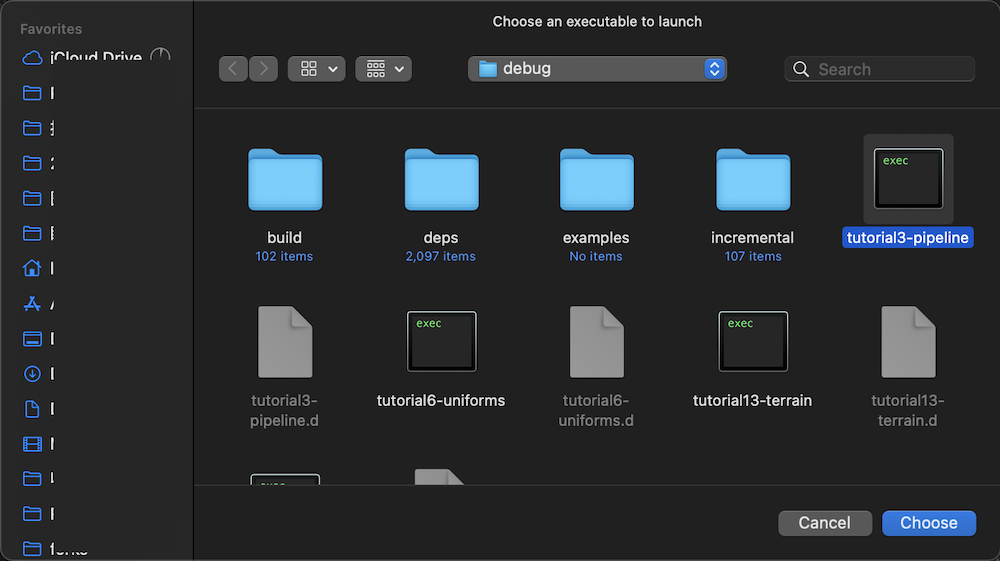 Choose an executable to launch
Favorites
iCloud Drive
debug
Search
exec
build
deps
examples
incremental
tutorial3-pipeline
102 items
2,097 items
No items
107 items
exec
exec
tutorial3-
pipeline.d
tutorial6-uniforms
tutorial6-
uniforms.d
tutorial13-terrain
tutorial13-
terrain.d
Cancel
Choose